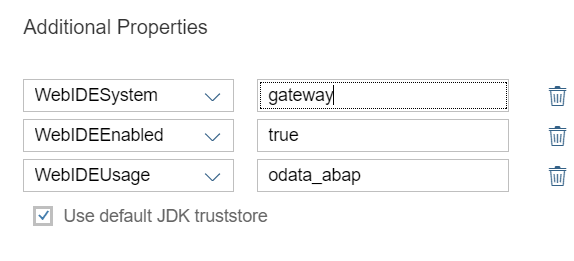 Additional Properties
WebIDESystem gateway
WebIDEEnabled true
WebIDEUsage odata_abap
Use default JDK truststore